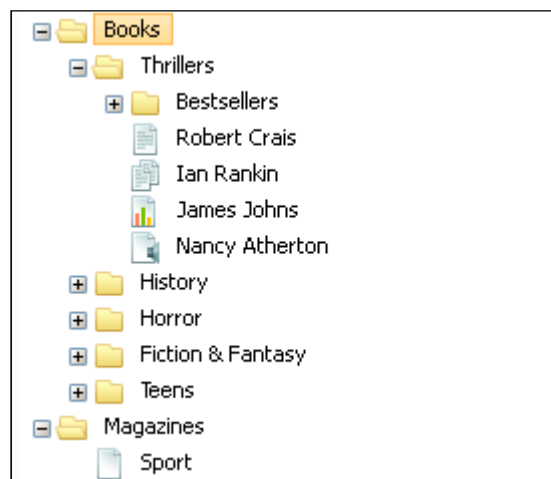 Books
Thrillers
Bestsellers
Robert Crais
Ian Rankin
James Johns
Nancy Atherton
History
Horror
Fiction & Fantasy
Teens
Magazines
Sport